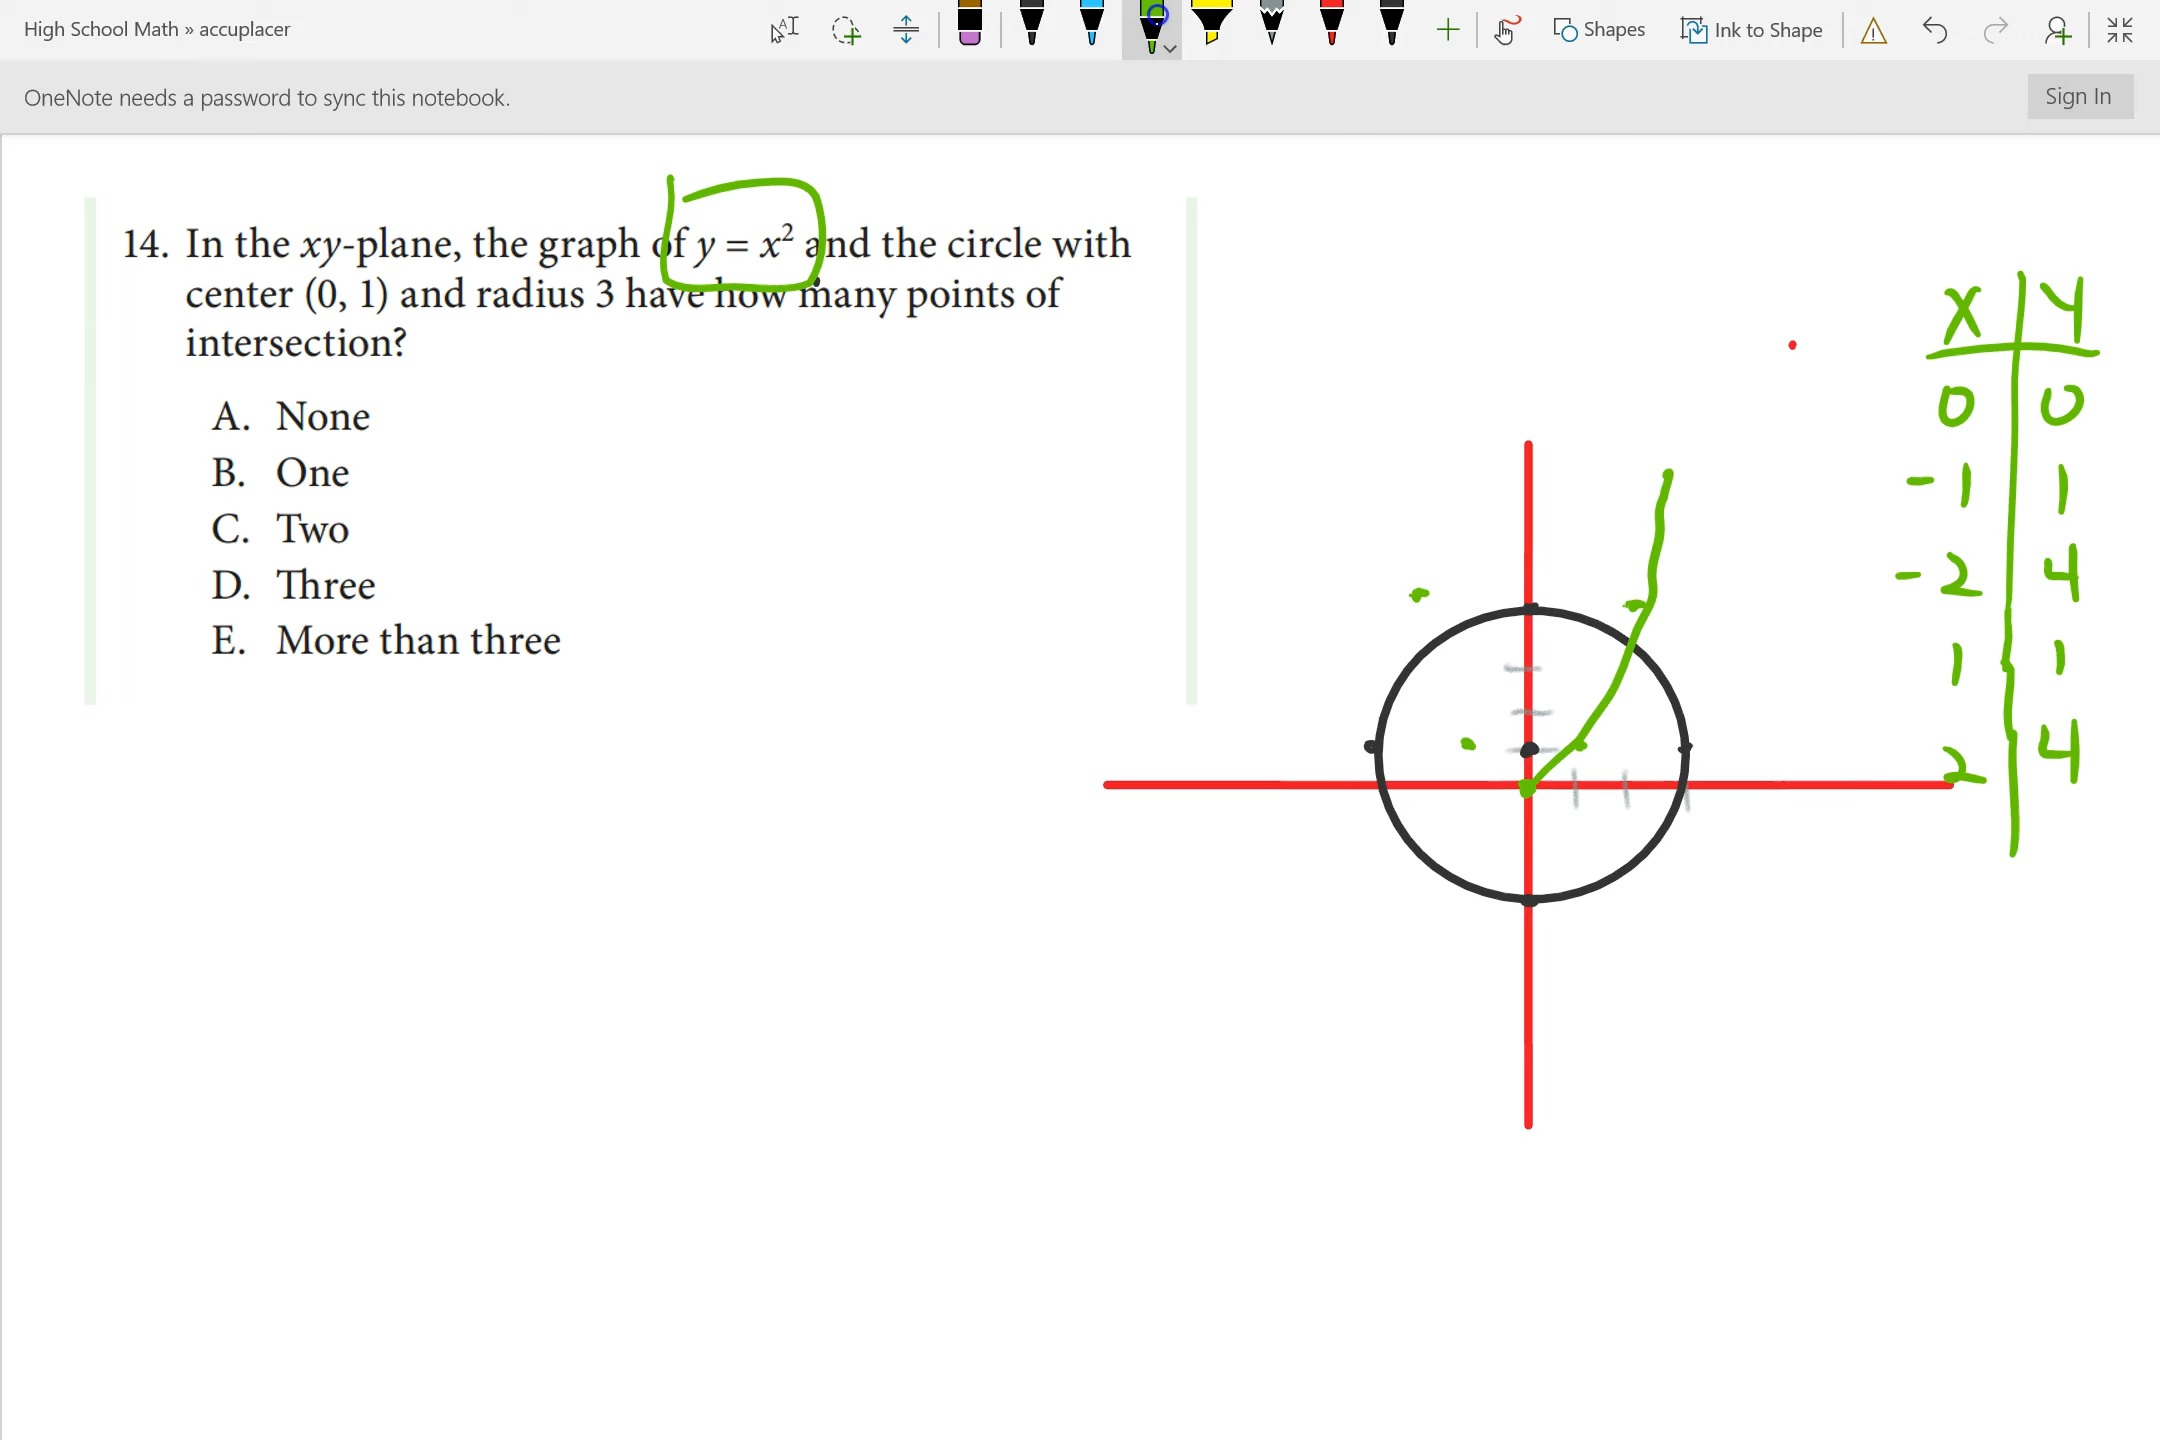 High School Math » accuplacer
Shapes
Ink to Shape
OneNote needs a password to sync this notebook.
Sign In
14. In the xy-plane, the graph of y = x² and the circle with
center (0, 1) and radius 3 have how many points of
intersection?
A. None
B. One
C. Two
D. Three
E. More than three
X Y
0 0
-1 1
-2 4
1 1
2 4